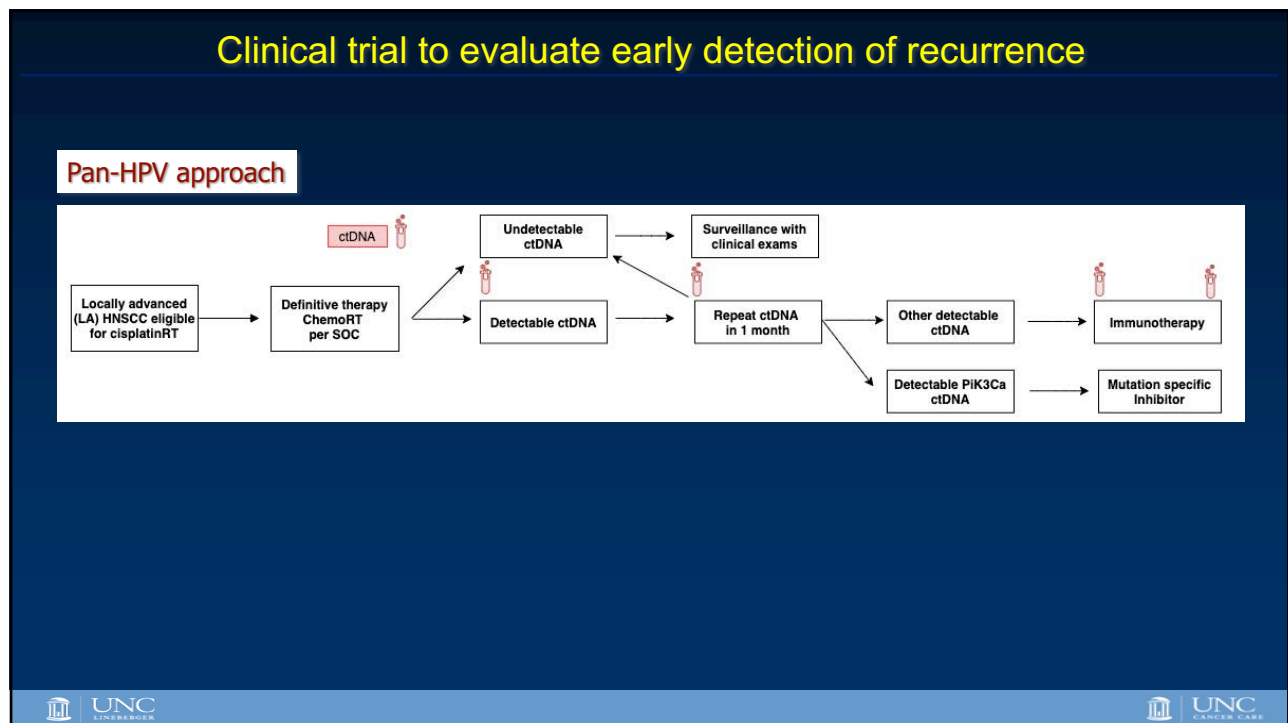 Clinical trial to evaluate early detection of recurrence
Pan-HPV approach
ctDNA
Undetectable
ctDNA
Surveillance with
clinical exams
Locally advanced
(LA) HNSCC eligible
for cisplatinRT
Definitive therapy
ChemoRT
per SOC
Detectable ctDNA
Repeat ctDNA
in 1 month
Other detectable
ctDNA
Immunotherapy
Detectable PiK3Ca
ctDNA
Mutation specific
Inhibitor
UNC
LINEBERGER
UNC
CANCER CARE